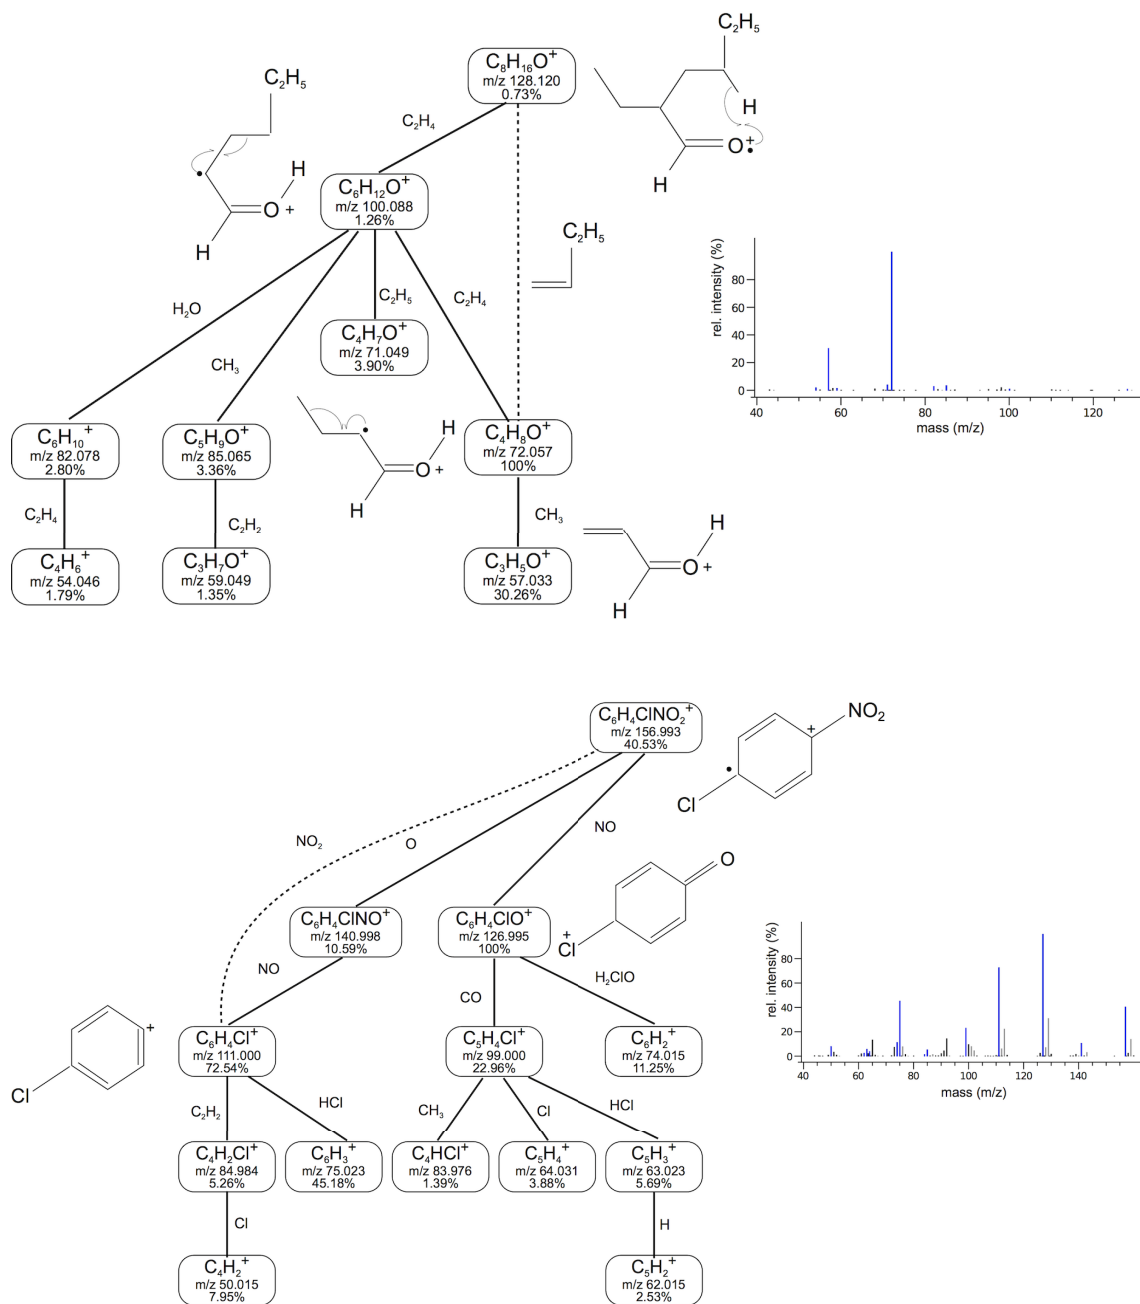 C2H5
C8H16O+
m/z 128.120
0.73%
C2H5
H
O+•
H
C2H4
H
O
+
H
C6H12O+
m/z 100.088
1.26%
C2H5
H2O
CH3
C2H5
C2H4
C4H7O+
m/z 71.049
3.90%
rel. intensity (%)
80
60
40
20
0
40
60
80
100
120
mass (m/z)
C6H10+
m/z 82.078
2.80%
C5H9O+
m/z 85.065
3.36%
H
O
+
H
C4H8O+
m/z 72.057
100%
C2H4
C2H2
CH3
C4H6+
m/z 54.046
1.79%
C3H7O+
m/z 59.049
1.35%
C3H5O+
m/z 57.033
30.26%
H
O
+
H
C6H4ClNO2+
m/z 156.993
40.53%
NO2
+
•
Cl
NO2
O
NO
O
+
Cl
C6H4ClNO+
m/z 140.998
10.59%
C6H4ClO+
m/z 126.995
100%
rel. intensity (%)
80
60
40
20
0
40
60
80
100
120
140
mass (m/z)
NO
CO
H2ClO
+
Cl
C6H4Cl+
m/z 111.000
72.54%
C5H4Cl+
m/z 99.000
22.96%
C6H2+
m/z 74.015
11.25%
C2H2
HCl
CH3
Cl
HCl
C4H2Cl+
m/z 84.984
5.26%
C6H3+
m/z 75.023
45.18%
C4HCl+
m/z 83.976
1.39%
C5H4+
m/z 64.031
3.88%
C5H3+
m/z 63.023
5.69%
Cl
H
C4H2+
m/z 50.015
7.95%
C5H2+
m/z 62.015
2.53%